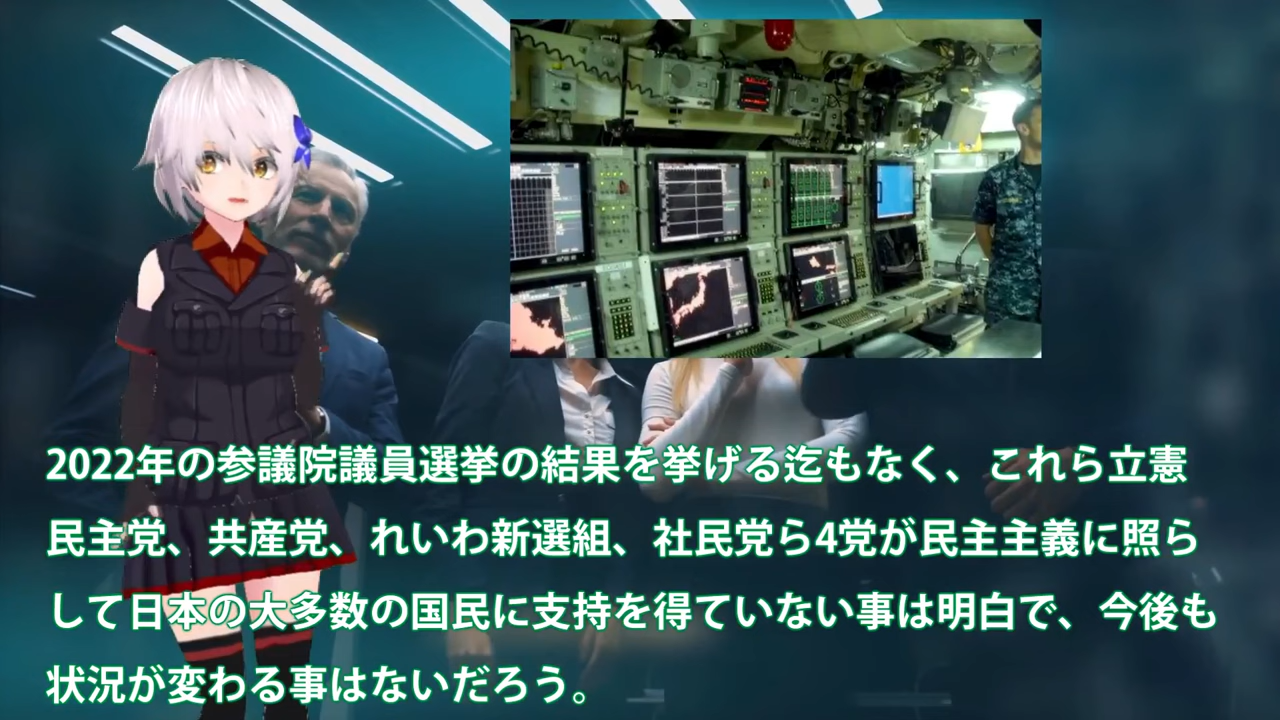 2022年の参議院議員選挙の結果を挙げる迄もなく、これら立憲
民主党、共産党、れいわ新選組、社民党ら4党が民主主義に照ら
して日本の大多数の国民に支持を得ていない事は明白で、今後も
状況が変わる事はないだろう。